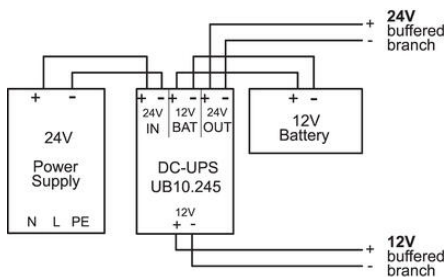 24V
+ buffered
- branch
+ -
24V
Power
Supply
N L PE
+ - + - + -
24V 12V 24V
IN BAT OUT
DC-UPS
UB10.245
12V
+ -
+ -
12V
Battery
12V
+ buffered
- branch